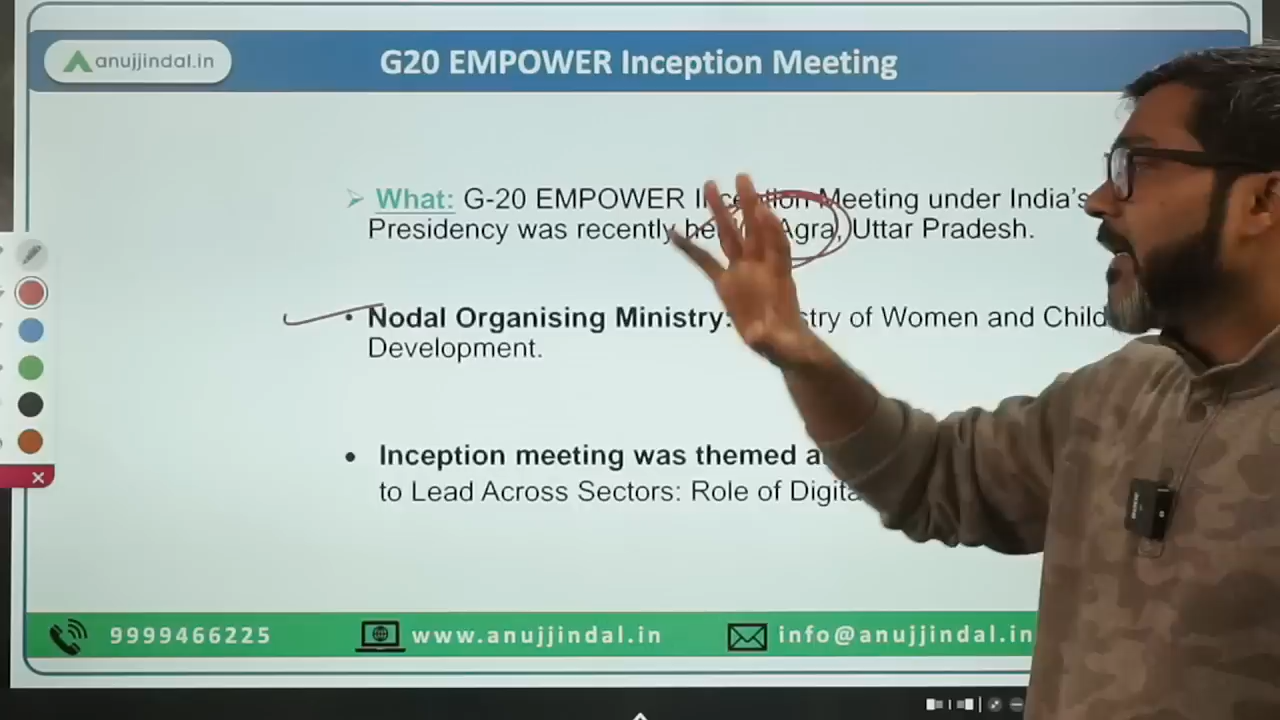 anujjindal.in
G20 EMPOWER Inception Meeting
What: G-20 EMPOWER Inception Meeting under India's
Presidency was recently Agra, Uttar Pradesh.
• Nodal Organising Ministry: of Women and Child
Development.
• Inception meeting was themed
to Lead Across Sectors: Role of
9999466225
www.anujjindal.in
info@anujjindal.in